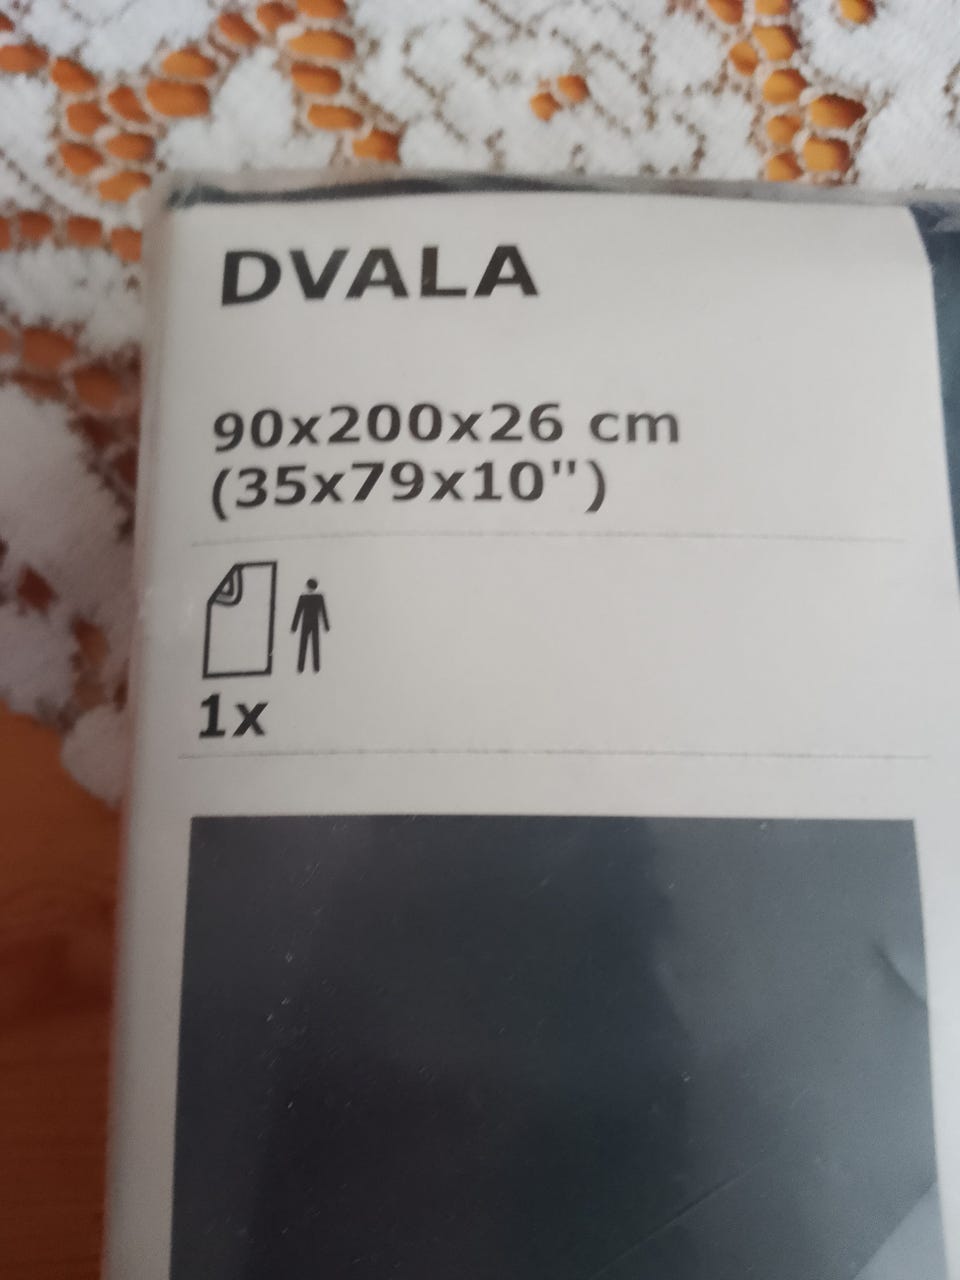 DVALA
90x200x26 cm
(35x79x10")
1x